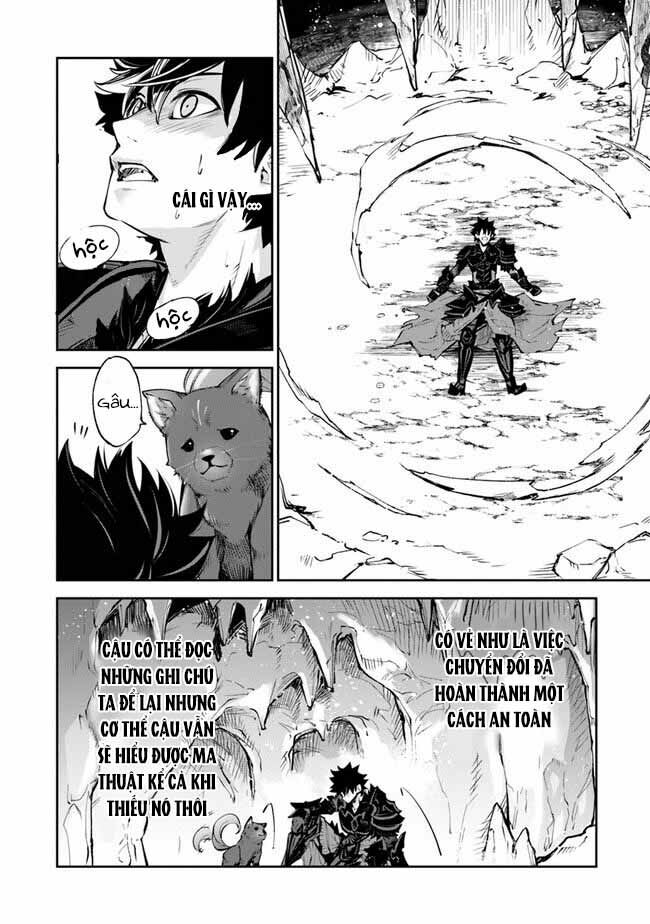 CÓ VẺ NHƯ LÀ VIỆC
CHUYỂN ĐỔI ĐÃ
HOÀN THÀNH MỘT
CÁCH AN TOÀN
CÁI GÌ VẬY...
hộc
hộc
Gâu...
CẬU CÓ THỂ ĐỌC
NHỮNG GHI CHÚ
TA ĐỂ LẠI NHƯNG
CƠ THỂ CẬU VẪN
SẼ HIỂU ĐƯỢC MA
THUẬT KỂ CẢ KHI
THIẾU NÓ THÔI